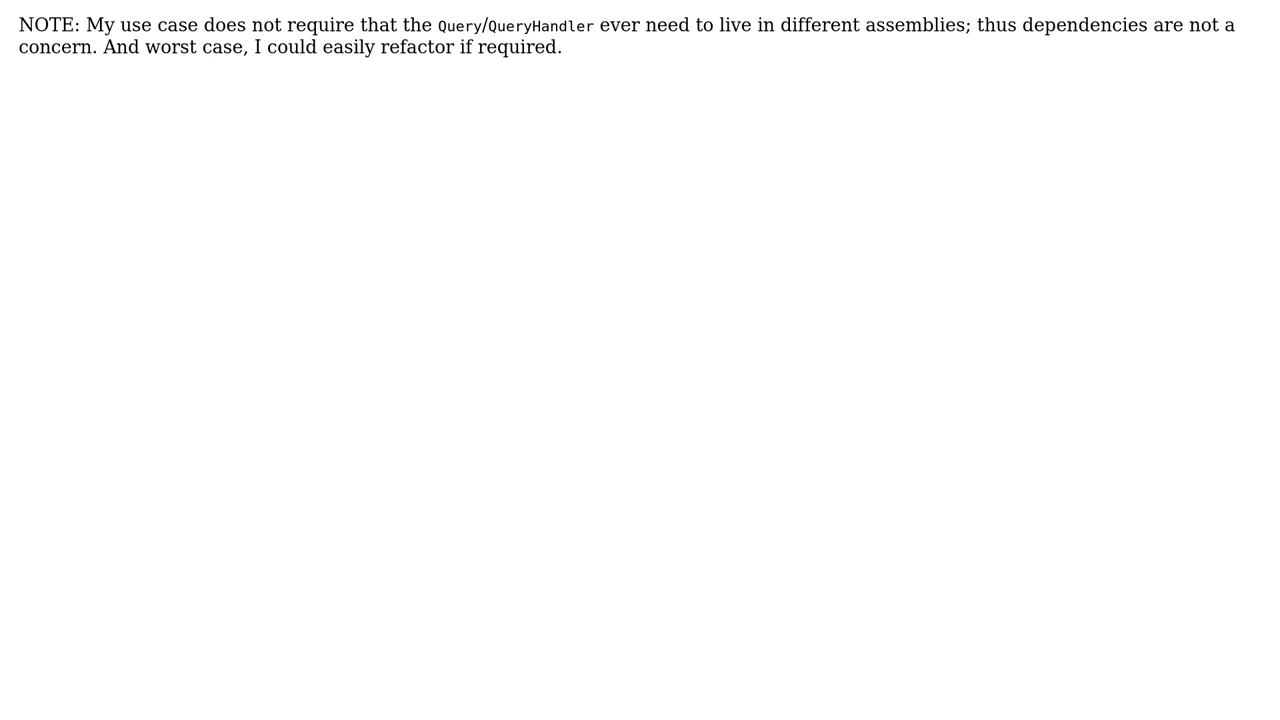 NOTE: My use case does not require that the Query/QueryHandler ever need to live in different assemblies; thus dependencies are not a
concern. And worst case, I could easily refactor if required.